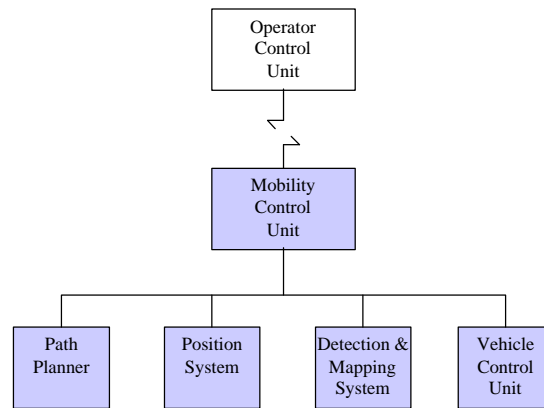 Operator
Control
Unit
Mobility
Control
Unit
Path
Planner
Position
System
Detection &
Mapping
System
Vehicle
Control
Unit